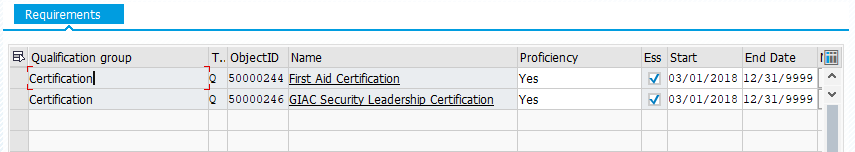 Requirements
Qualification group T.. ObjectID Name Proficiency Ess Start End Date
Certification Q 50000244 First Aid Certification Yes 03/01/2018 12/31/9999
Certification Q 50000246 GIAC Security Leadership Certification Yes 03/01/2018 12/31/9999